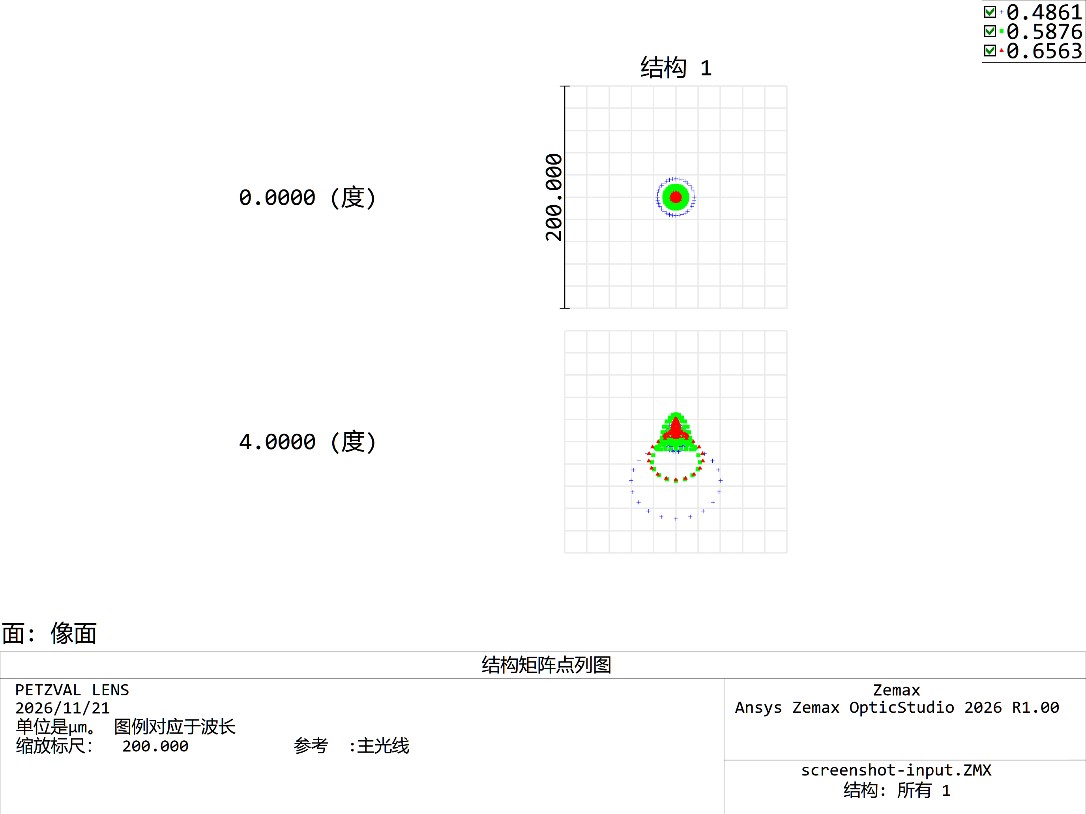 0.4861
0.5876
0.6563
结构 1
200.000
0.0000 (度)
4.0000 (度)
面: 像面
结构矩阵点列图
PETZVAL LENS
2026/11/21
单位是μm。 图例对应于波长
缩放标尺: 200.000 参考 :主光线
Zemax
Ansys Zemax OpticStudio 2026 R1.00
screenshot-input.ZMX
结构: 所有 1